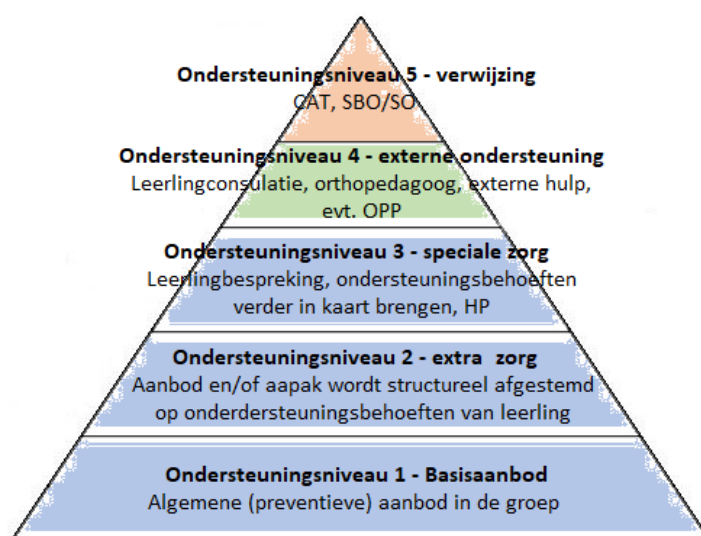 Ondersteuningsniveau 5 - verwijzing
CAT, SBO/SO
Ondersteuningsniveau 4 - externe ondersteuning
Leerlingconsulatie, orthopedagoog, externe hulp,
evt. OPP
Ondersteuningsniveau 3 - speciale zorg
Leerlingbespreking, ondersteuningsbehoeften
verder in kaart brengen, HP
Ondersteuningsniveau 2 - extra zorg
Aanbod en/of aapak wordt structureel afgestemd
op onderdersteuningsbehoeften van leerling
Ondersteuningsniveau 1 - Basisaanbod
Algemene (preventieve) aanbod in de groep